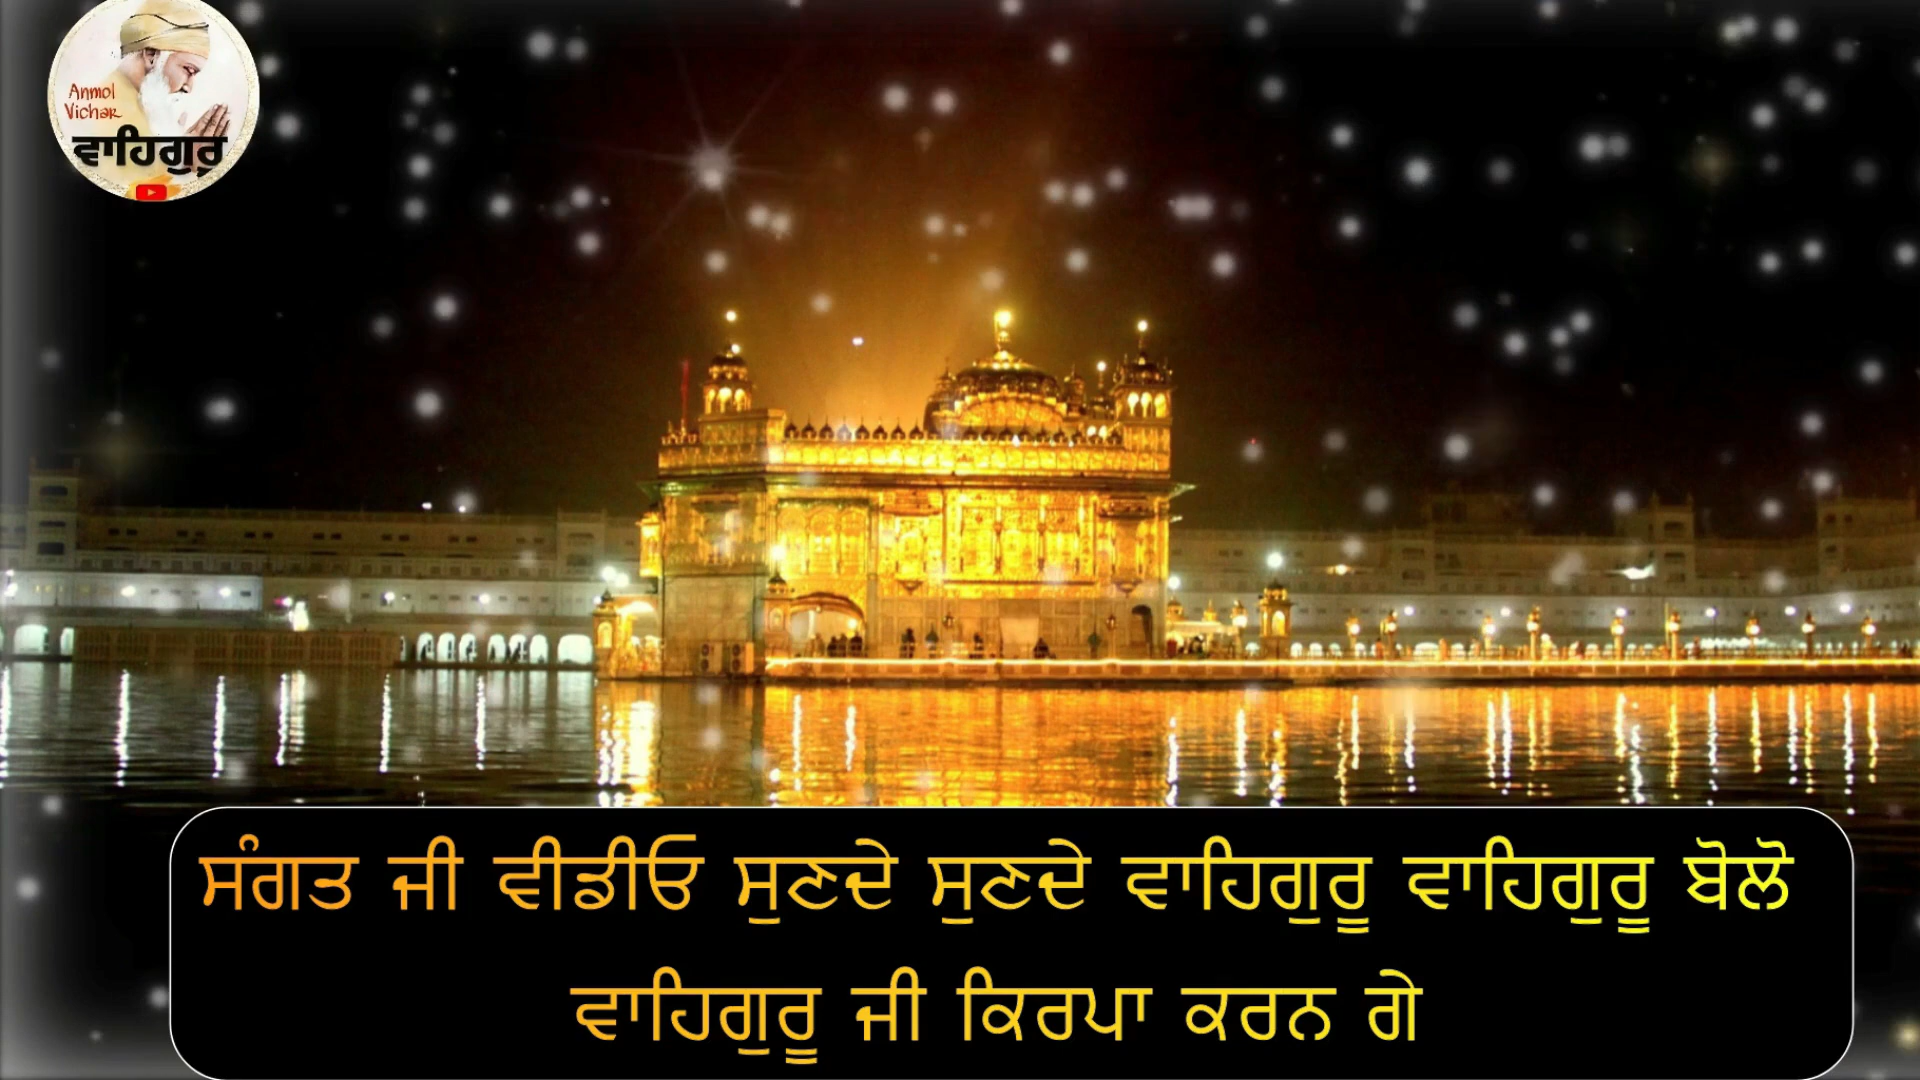 Anmol
Vichar
ਵਾਹਿਗੁਰੂ
ਸੰਗਤ ਜੀ ਵੀਡੀਓ ਸੁਣਦੇ ਸੁਣਦੇ ਵਾਹਿਗੁਰੂ ਵਾਹਿਗੁਰੂ ਬੋਲੋ
ਵਾਹਿਗੁਰੂ ਜੀ ਕਿਰਪਾ ਕਰਨ ਗੇ